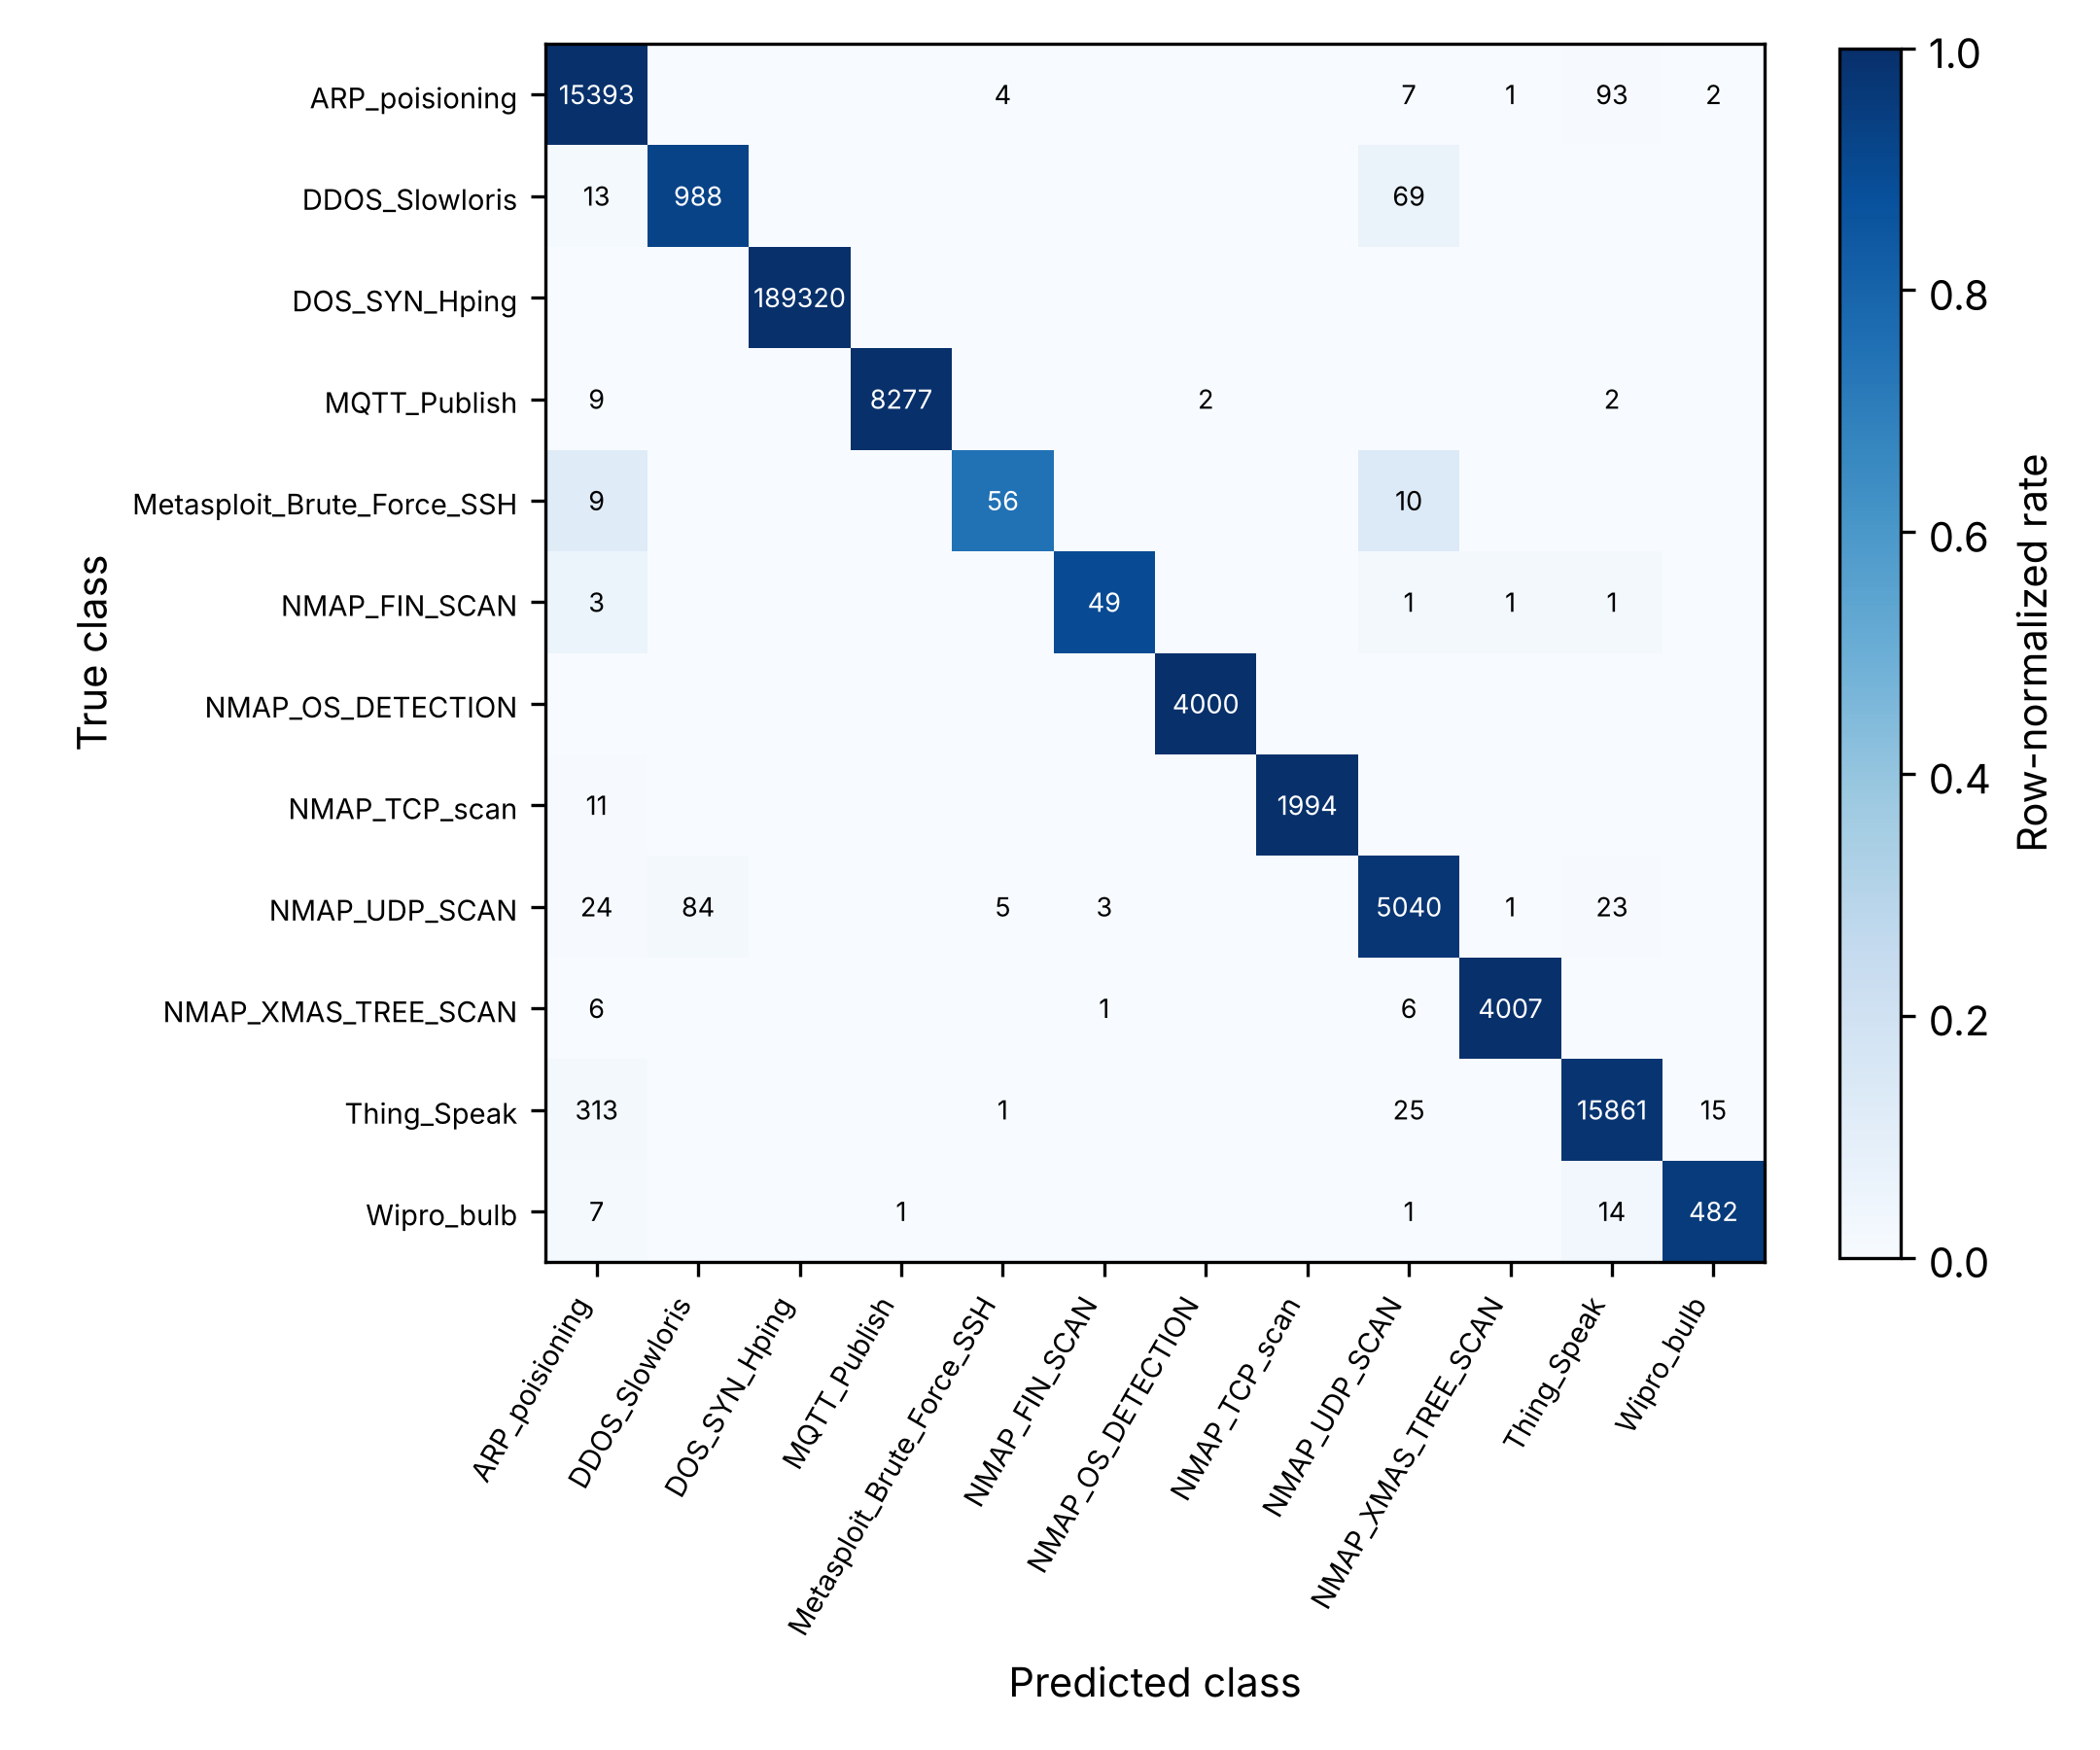 ARP_poisioning 15393 4 7 1 93 2
DDOS_Slowloris 13 988 69
DOS_SYN_Hping 189320
MQTT_Publish 9 8277 2 2
Metasploit_Brute_Force_SSH 9 56 10
NMAP_FIN_SCAN 3 49 1 1 1
NMAP_OS_DETECTION 4000
NMAP_TCP_scan 11 1994
NMAP_UDP_SCAN 24 84 5 3 5040 1 23
NMAP_XMAS_TREE_SCAN 6 1 6 4007
Thing_Speak 313 1 25 15861 15
Wipro_bulb 7 1 1 14 482
True class
ARP_poisioning
DDOS_Slowloris
DOS_SYN_Hping
MQTT_Publish
Metasploit_Brute_Force_SSH
NMAP_FIN_SCAN
NMAP_OS_DETECTION
NMAP_TCP_scan
NMAP_UDP_SCAN
NMAP_XMAS_TREE_SCAN
Thing_Speak
Wipro_bulb
Predicted class
1.0
0.8
0.6
0.4
0.2
0.0
Row-normalized rate